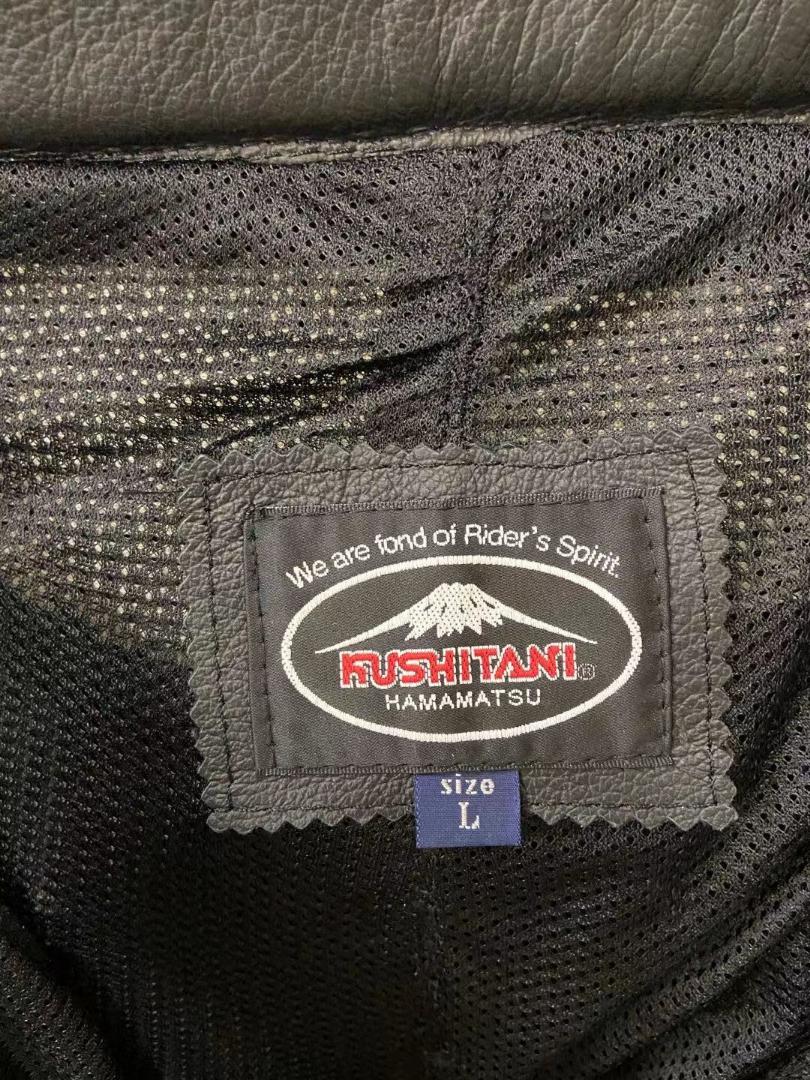 We are fond of Rider's Spirit.
KUSHITANI®
HAMAMATSU
size
L